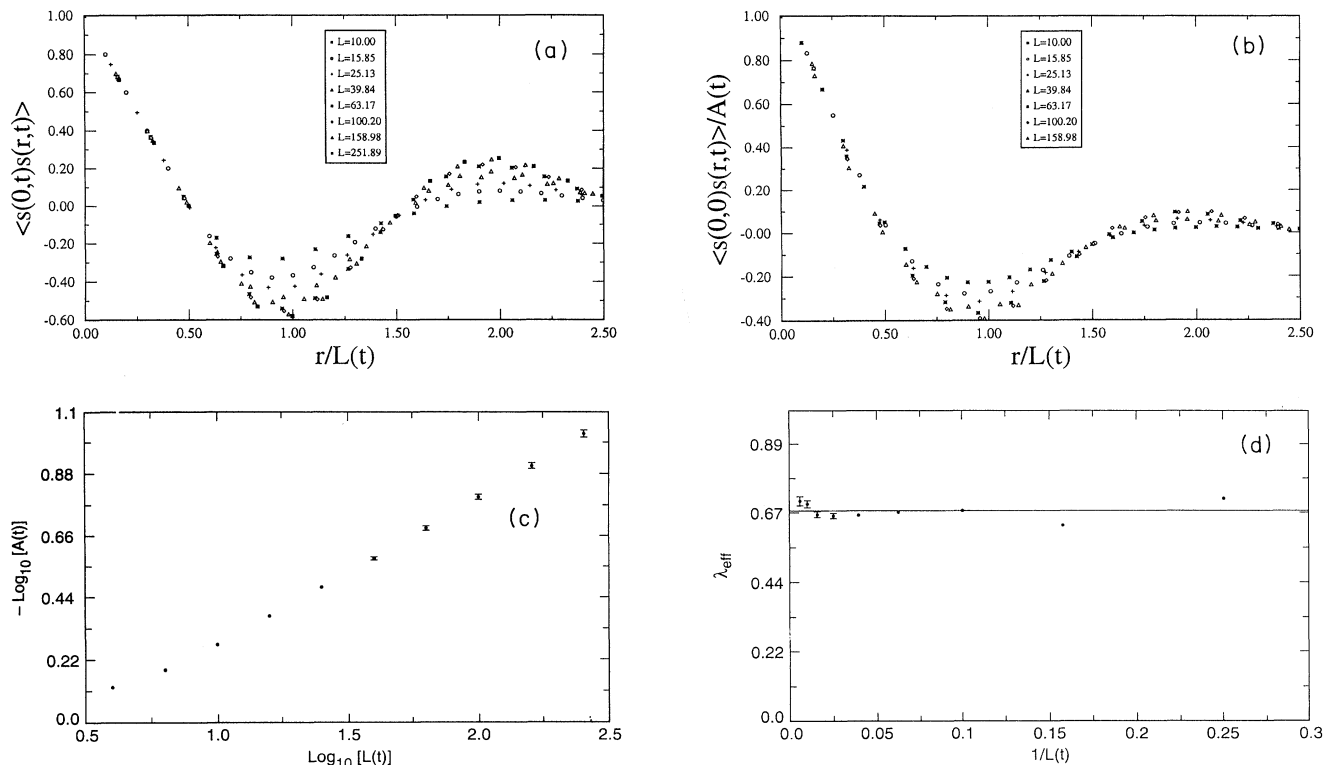 <s(0,t)s(r,t)>
1.00
0.80
0.60
0.40
0.20
0.00
-0.20
-0.40
-0.60
(a)
L=10.00
L=15.85
L=25.13
L=39.84
L=63.17
L=100.20
L=158.98
L=251.89
0.00
0.50
1.00
1.50
2.00
2.50
r/L(t)
<s(0,0)s(r,t)>/A(t)
1.00
0.80
0.60
0.40
0.20
-0.00
-0.20
-0.40
(b)
L=10.00
L=15.85
L=25.13
L=39.84
L=63.17
L=100.20
L=158.98
0.00
0.50
1.00
1.50
2.00
2.50
r/L(t)
− Log10 [A(t)]
1.1
0.88
0.66
0.44
0.22
0.0
(c)
0.5
1.0
1.5
2.0
2.5
Log10 [L(t)]
λeff
0.89
0.67
0.44
0.22
0.0
(d)
0.0
0.05
0.1
0.15
0.2
0.25
0.3
1/L(t)